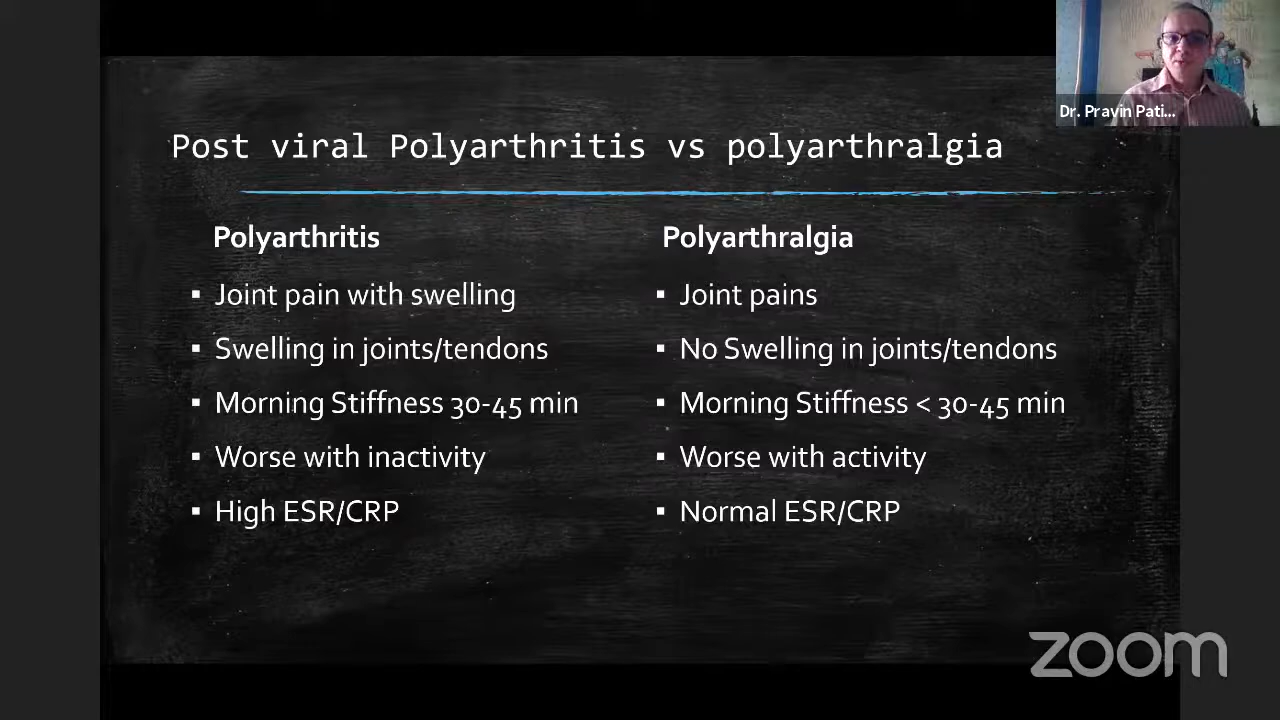 Dr. Pravin Pati...
Post viral Polyarthritis vs polyarthralgia
Polyarthritis
▪ Joint pain with swelling
▪ Swelling in joints/tendons
▪ Morning Stiffness 30-45 min
▪ Worse with inactivity
▪ High ESR/CRP
Polyarthralgia
▪ Joint pains
▪ No Swelling in joints/tendons
▪ Morning Stiffness < 30-45 min
▪ Worse with activity
▪ Normal ESR/CRP
zoom